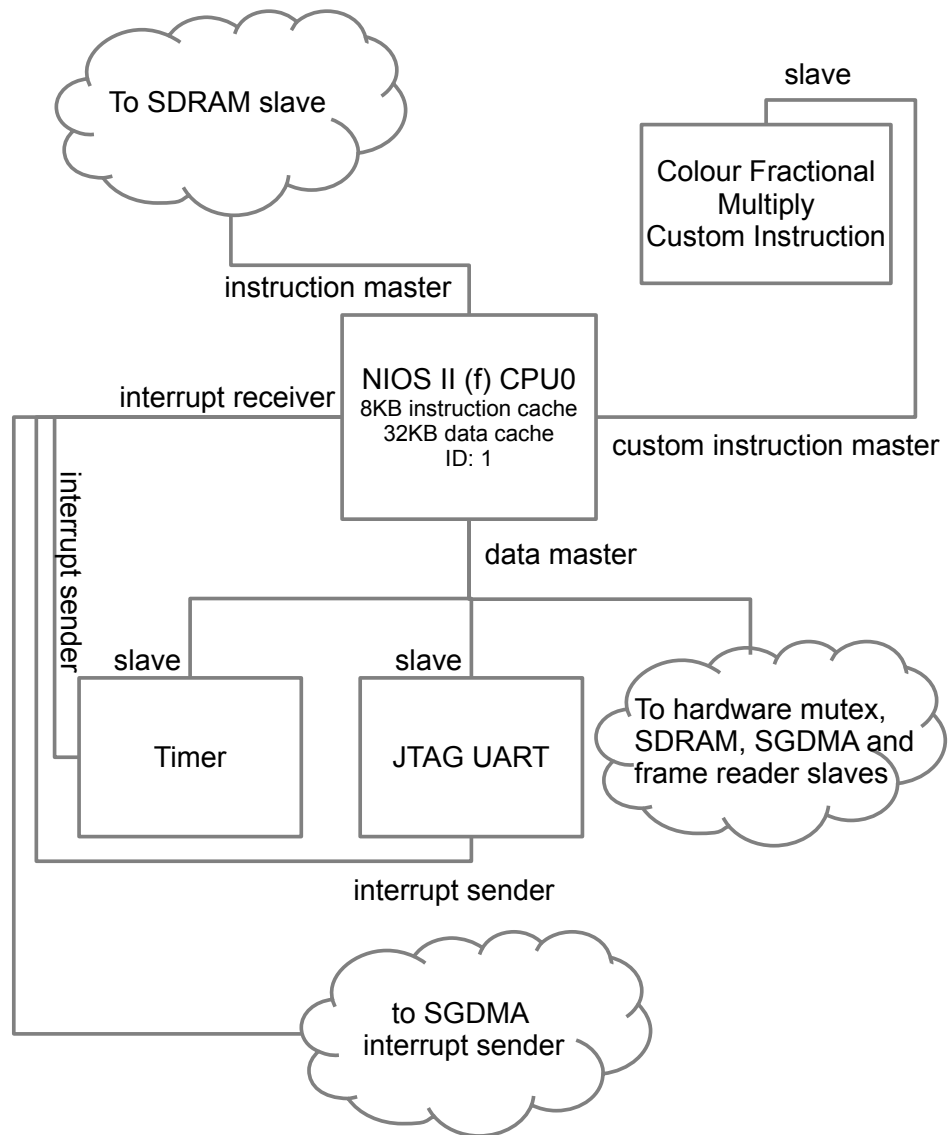 To SDRAM slave
slave
Colour Fractional
Multiply
Custom Instruction
instruction master
NIOS II (f) CPU0
8KB instruction cache
32KB data cache
ID: 1
interrupt receiver
custom instruction master
interrupt sender
data master
slave
slave
Timer
JTAG UART
To hardware mutex,
SDRAM, SGDMA and
frame reader slaves
interrupt sender
to SGDMA
interrupt sender